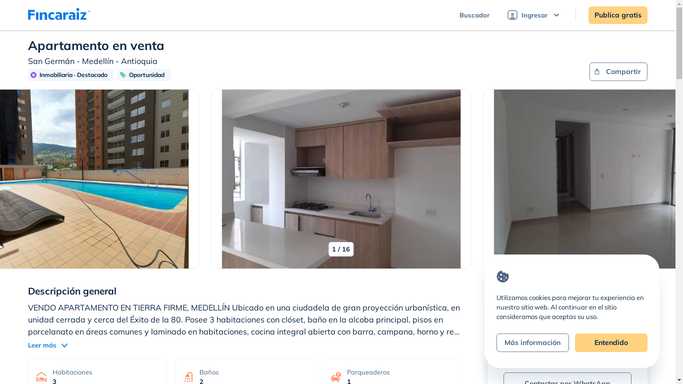 Fincaraiz
Buscador
Ingresar
Publica gratis
Apartamento en venta
San Germán - Medellín - Antioquia
Inmobiliaria - Destacado
Oportunidad
Compartir
1 / 16
Descripción general
VENDO APARTAMENTO EN TIERRA FIRME, MEDELLÍN Ubicado en una ciudadela de gran proyección urbanística, en
unidad cerrada y cerca del Éxito de la 80. Posee 3 habitaciones con clóset, baño en la alcoba principal, pisos en
porcelanato en áreas comunes y laminado en habitaciones, cocina integral abierta con barra, campana, horno y re...
Leer más
Habitaciones
3
Baños
2
Parqueaderos
1
Utilizamos cookies para mejorar tu experiencia en
nuestro sitio web. Al continuar en el sitio
consideramos que aceptas su uso.
Más información
Entendido
Contactar por WhatsApp